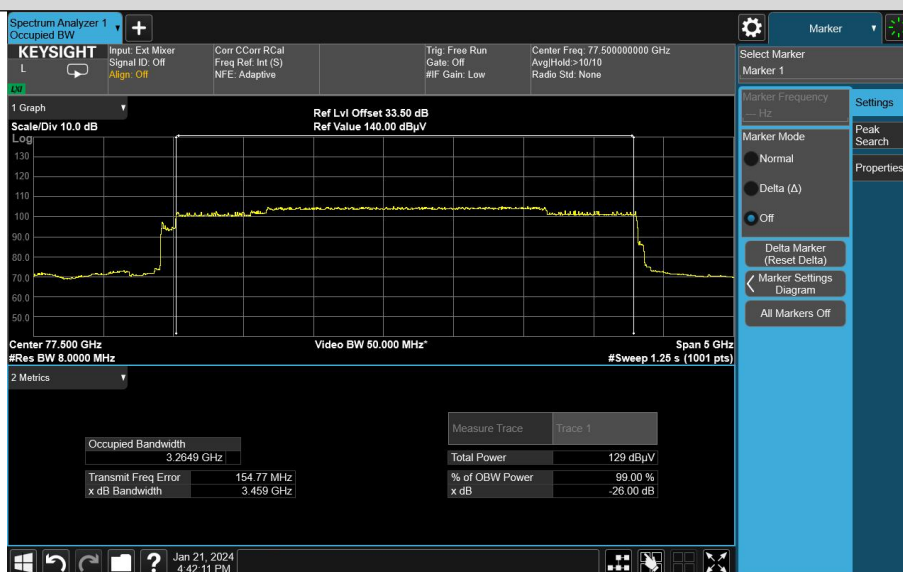 Spectrum Analyzer 1
Occupied BW
Marker
KEYSIGHT
L
LXI
Input: Ext Mixer
Signal ID: Off
Align: Off
Corr CCorr RCal
Freq Ref: Int (S)
NFE: Adaptive
Trig: Free Run
Gate: Off
#IF Gain: Low
Center Freq: 77.500000000 GHz
Avg|Hold:>10/10
Radio Std: None
Select Marker
Marker 1
Marker Frequency
--- Hz
Marker Mode
Normal
Delta (Δ)
Off
Delta Marker
(Reset Delta)
Marker Settings
Diagram
All Markers Off
Settings
Peak
Search
Properties
1 Graph
Scale/Div 10.0 dB
Ref Lvl Offset 33.50 dB
Ref Value 140.00 dBµV
Log
130
120
110
100
90.0
80.0
70.0
60.0
50.0
Center 77.500 GHz
#Res BW 8.0000 MHz
Video BW 50.000 MHz*
Span 5 GHz
#Sweep 1.25 s (1001 pts)
2 Metrics
Measure Trace Trace 1
Occupied Bandwidth
3.2649 GHz
Total Power 129 dBµV
Transmit Freq Error 154.77 MHz
% of OBW Power 99.00 %
x dB Bandwidth 3.459 GHz
x dB -26.00 dB
?
Jan 21, 2024
4:42:11 PM